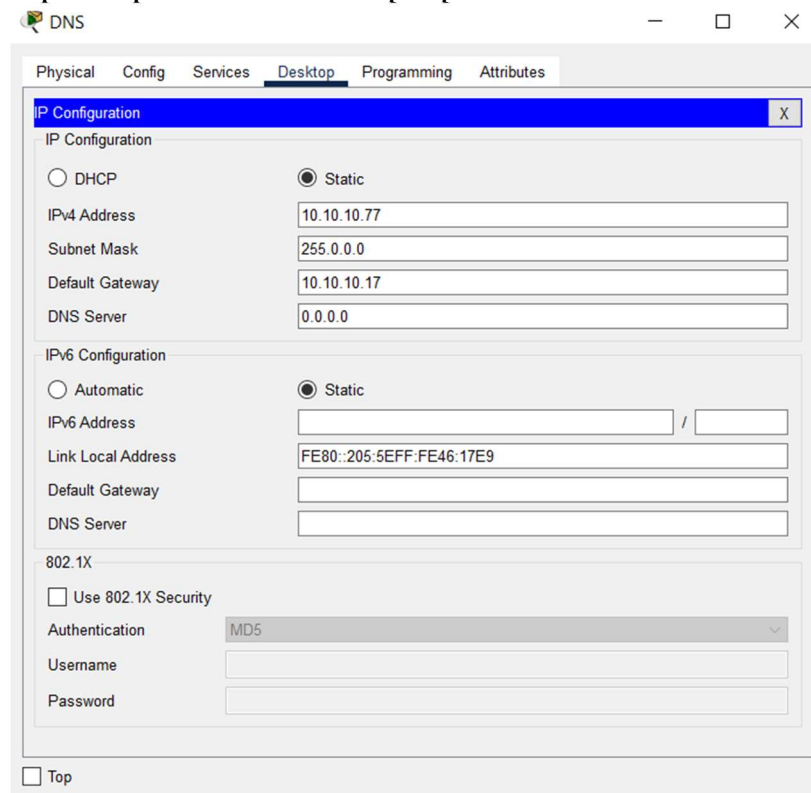 DNS
Physical Config Services Desktop Programming Attributes
IP Configuration X
IP Configuration
DHCP Static
IPv4 Address 10.10.10.77
Subnet Mask 255.0.0.0
Default Gateway 10.10.10.17
DNS Server 0.0.0.0
IPv6 Configuration
Automatic Static
IPv6 Address /
Link Local Address FE80::205:5EFF:FE46:17E9
Default Gateway
DNS Server
802.1X
Use 802.1X Security
Authentication MD5
Username
Password
Top